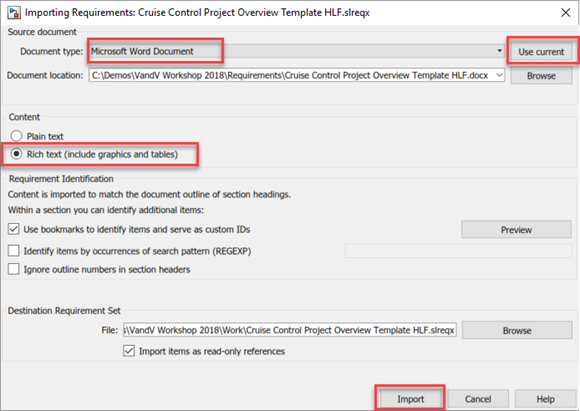 Importing Requirements: Cruise Control Project Overview Template HLF.slreqx
Source document
Document type: Microsoft Word Document Use current
Document location: C:\Demos\VandV Workshop 2018\Requirements\Cruise Control Project Overview Template HLF.docx Browse
Content
Plain text
Rich text (include graphics and tables)
Requirement Identification
Content is imported to match the document outline of section headings.
Within a section you can identify additional items:
Use bookmarks to identify items and serve as custom IDs Preview
Identify items by occurrences of search pattern (REGEXP)
Ignore outline numbers in section headers
Destination Requirement Set
File: s\VandV Workshop 2018\Work\Cruise Control Project Overview Template HLF.slreqx Browse
Import items as read-only references
Import Cancel Help